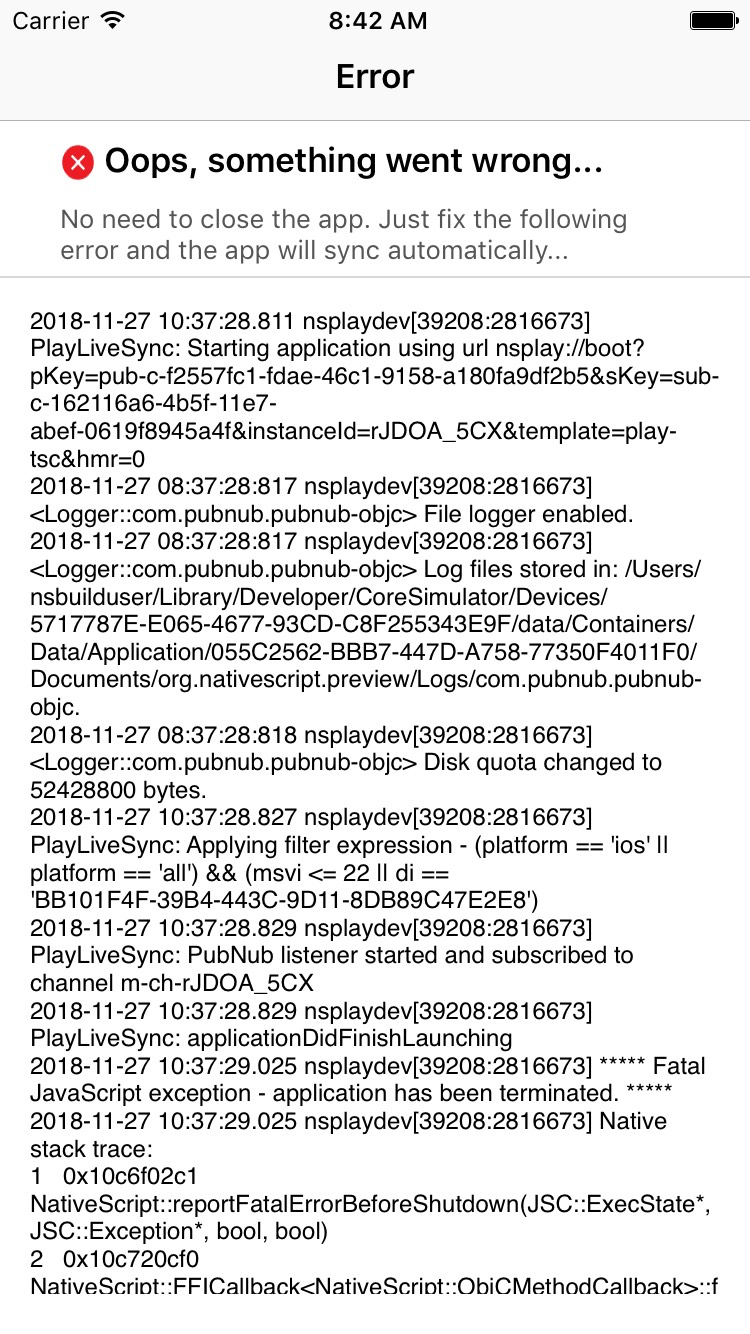 Carrier 8:42 AM
Error
Oops, something went wrong...
No need to close the app. Just fix the following
error and the app will sync automatically...
2018-11-27 10:37:28.811 nsplaydev[39208:2816673]
PlayLiveSync: Starting application using url nsplay://boot?
pKey=pub-c-f2557fc1-fdae-46c1-9158-a180fa9df2b5&sKey=sub-
c-162116a6-4b5f-11e7-
abef-0619f8945a4f&instanceId=rJDOA_5CX&template=play-
tsc&hmr=0
2018-11-27 08:37:28:817 nsplaydev[39208:2816673]
<Logger::com.pubnub.pubnub-objc> File logger enabled.
2018-11-27 08:37:28:817 nsplaydev[39208:2816673]
<Logger::com.pubnub.pubnub-objc> Log files stored in: /Users/
nsbuilduser/Library/Developer/CoreSimulator/Devices/
5717787E-E065-4677-93CD-C8F255343E9F/data/Containers/
Data/Application/055C2562-BBB7-447D-A758-77350F4011F0/
Documents/org.nativescript.preview/Logs/com.pubnub.pubnub-
objc.
2018-11-27 08:37:28:818 nsplaydev[39208:2816673]
<Logger::com.pubnub.pubnub-objc> Disk quota changed to
52428800 bytes.
2018-11-27 10:37:28.827 nsplaydev[39208:2816673]
PlayLiveSync: Applying filter expression - (platform == 'ios' ||
platform == 'all') && (msvi <= 22 || di ==
'BB101F4F-39B4-443C-9D11-8DB89C47E2E8')
2018-11-27 10:37:28.829 nsplaydev[39208:2816673]
PlayLiveSync: PubNub listener started and subscribed to
channel m-ch-rJDOA_5CX
2018-11-27 10:37:28.829 nsplaydev[39208:2816673]
PlayLiveSync: applicationDidFinishLaunching
2018-11-27 10:37:29.025 nsplaydev[39208:2816673] ***** Fatal
JavaScript exception - application has been terminated. *****
2018-11-27 10:37:29.025 nsplaydev[39208:2816673] Native
stack trace:
1 0x10c6f02c1
NativeScript::reportFatalErrorBeforeShutdown(JSC::ExecState*,
JSC::Exception*, bool, bool)
2 0x10c720cf0
NativeScript::FFICallback<NativeScript::ObjCMethodCallback>::f